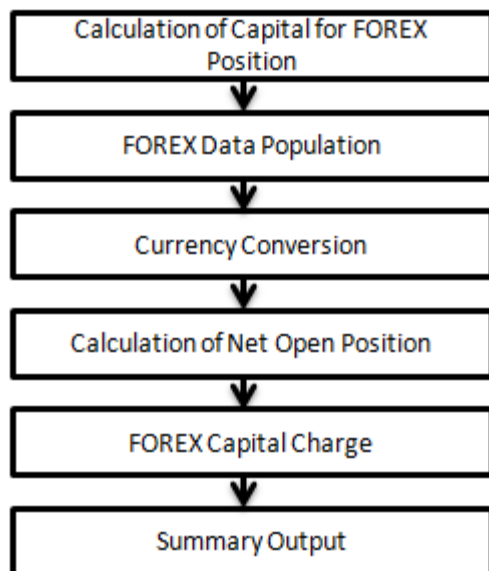 Calculation of Capital for FOREX
Position
FOREX Data Population
Currency Conversion
Calculation of Net Open Position
FOREX Capital Charge
Summary Output